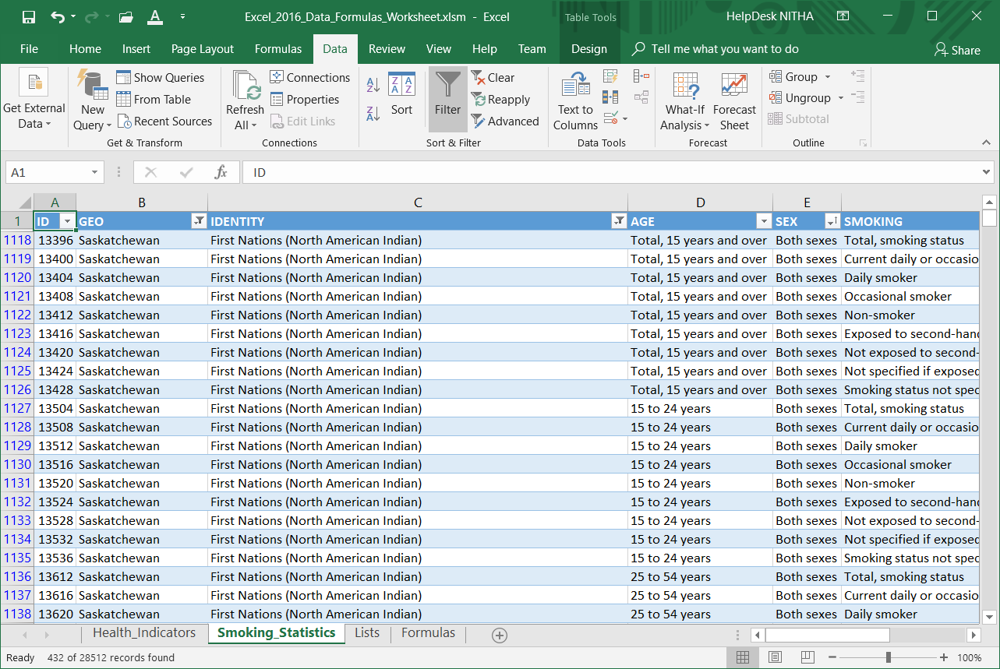 Excel_2016_Data_Formulas_Worksheet.xlsm - Excel
Table Tools
HelpDesk NITHA
File Home Insert Page Layout Formulas Data Review View Help Team Design Tell me what you want to do Share
Get External Data
New Query
Show Queries
From Table
Recent Sources
Get & Transform
Refresh All
Connections
Properties
Edit Links
Connections
Sort
Filter
Clear
Reapply
Advanced
Sort & Filter
Text to Columns
Data Tools
What-If Analysis
Forecast Sheet
Forecast
Group
Ungroup
Subtotal
Outline
A1 fx ID
A B C D E
1 ID GEO IDENTITY AGE SEX SMOKING
1118 13396 Saskatchewan First Nations (North American Indian) Total, 15 years and over Both sexes Total, smoking status
1119 13400 Saskatchewan First Nations (North American Indian) Total, 15 years and over Both sexes Current daily or occasio
1120 13404 Saskatchewan First Nations (North American Indian) Total, 15 years and over Both sexes Daily smoker
1121 13408 Saskatchewan First Nations (North American Indian) Total, 15 years and over Both sexes Occasional smoker
1122 13412 Saskatchewan First Nations (North American Indian) Total, 15 years and over Both sexes Non-smoker
1123 13416 Saskatchewan First Nations (North American Indian) Total, 15 years and over Both sexes Exposed to second-hand
1124 13420 Saskatchewan First Nations (North American Indian) Total, 15 years and over Both sexes Not exposed to second-
1125 13424 Saskatchewan First Nations (North American Indian) Total, 15 years and over Both sexes Not specified if exposed
1126 13428 Saskatchewan First Nations (North American Indian) Total, 15 years and over Both sexes Smoking status not spec
1127 13504 Saskatchewan First Nations (North American Indian) 15 to 24 years Both sexes Total, smoking status
1128 13508 Saskatchewan First Nations (North American Indian) 15 to 24 years Both sexes Current daily or occasio
1129 13512 Saskatchewan First Nations (North American Indian) 15 to 24 years Both sexes Daily smoker
1130 13516 Saskatchewan First Nations (North American Indian) 15 to 24 years Both sexes Occasional smoker
1131 13520 Saskatchewan First Nations (North American Indian) 15 to 24 years Both sexes Non-smoker
1132 13524 Saskatchewan First Nations (North American Indian) 15 to 24 years Both sexes Exposed to second-hand
1133 13528 Saskatchewan First Nations (North American Indian) 15 to 24 years Both sexes Not exposed to second-
1134 13532 Saskatchewan First Nations (North American Indian) 15 to 24 years Both sexes Not specified if exposed
1135 13536 Saskatchewan First Nations (North American Indian) 15 to 24 years Both sexes Smoking status not spec
1136 13612 Saskatchewan First Nations (North American Indian) 25 to 54 years Both sexes Total, smoking status
1137 13616 Saskatchewan First Nations (North American Indian) 25 to 54 years Both sexes Current daily or occasio
1138 13620 Saskatchewan First Nations (North American Indian) 25 to 54 years Both sexes Daily smoker
Health_Indicators Smoking_Statistics Lists Formulas
Ready 432 of 28512 records found 100%